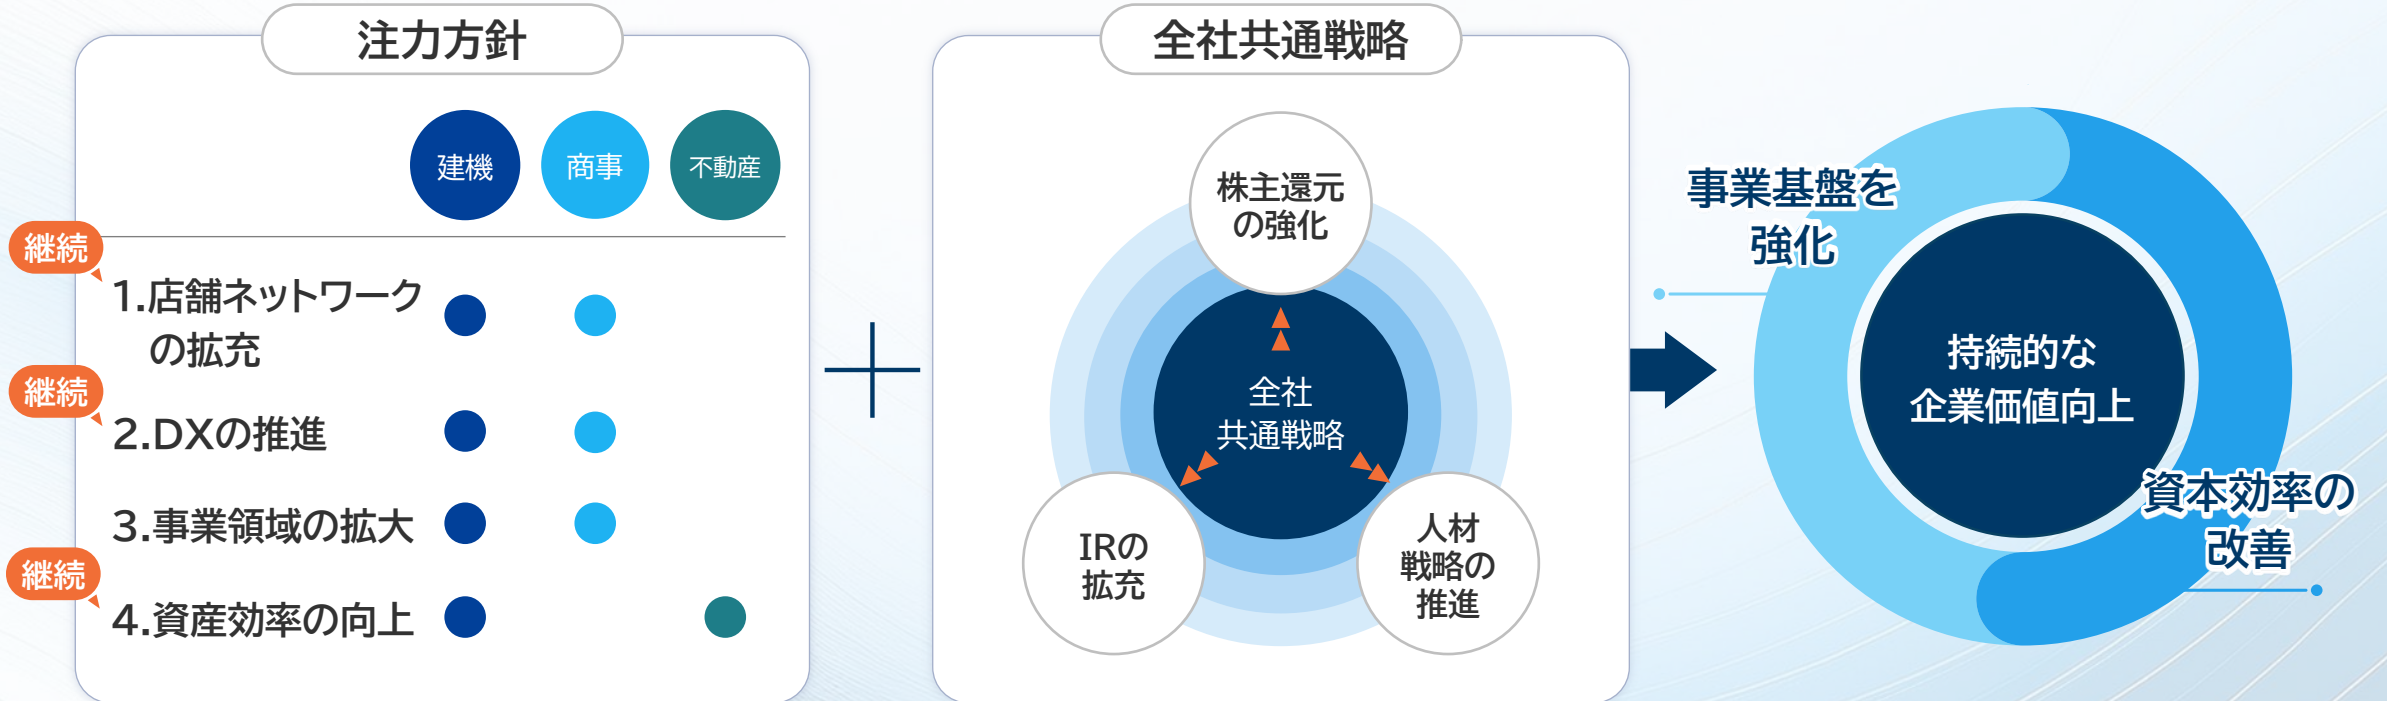 注力方針
建機
商事
不動産
継続
1.店舗ネットワーク
の拡充
継続
2.DXの推進
3.事業領域の拡大
継続
4.資産効率の向上
全社共通戦略
株主還元
の強化
全社
共通戦略
IRの
拡充
人材
戦略の
推進
事業基盤を
強化
持続的な
企業価値向上
資本効率の
改善